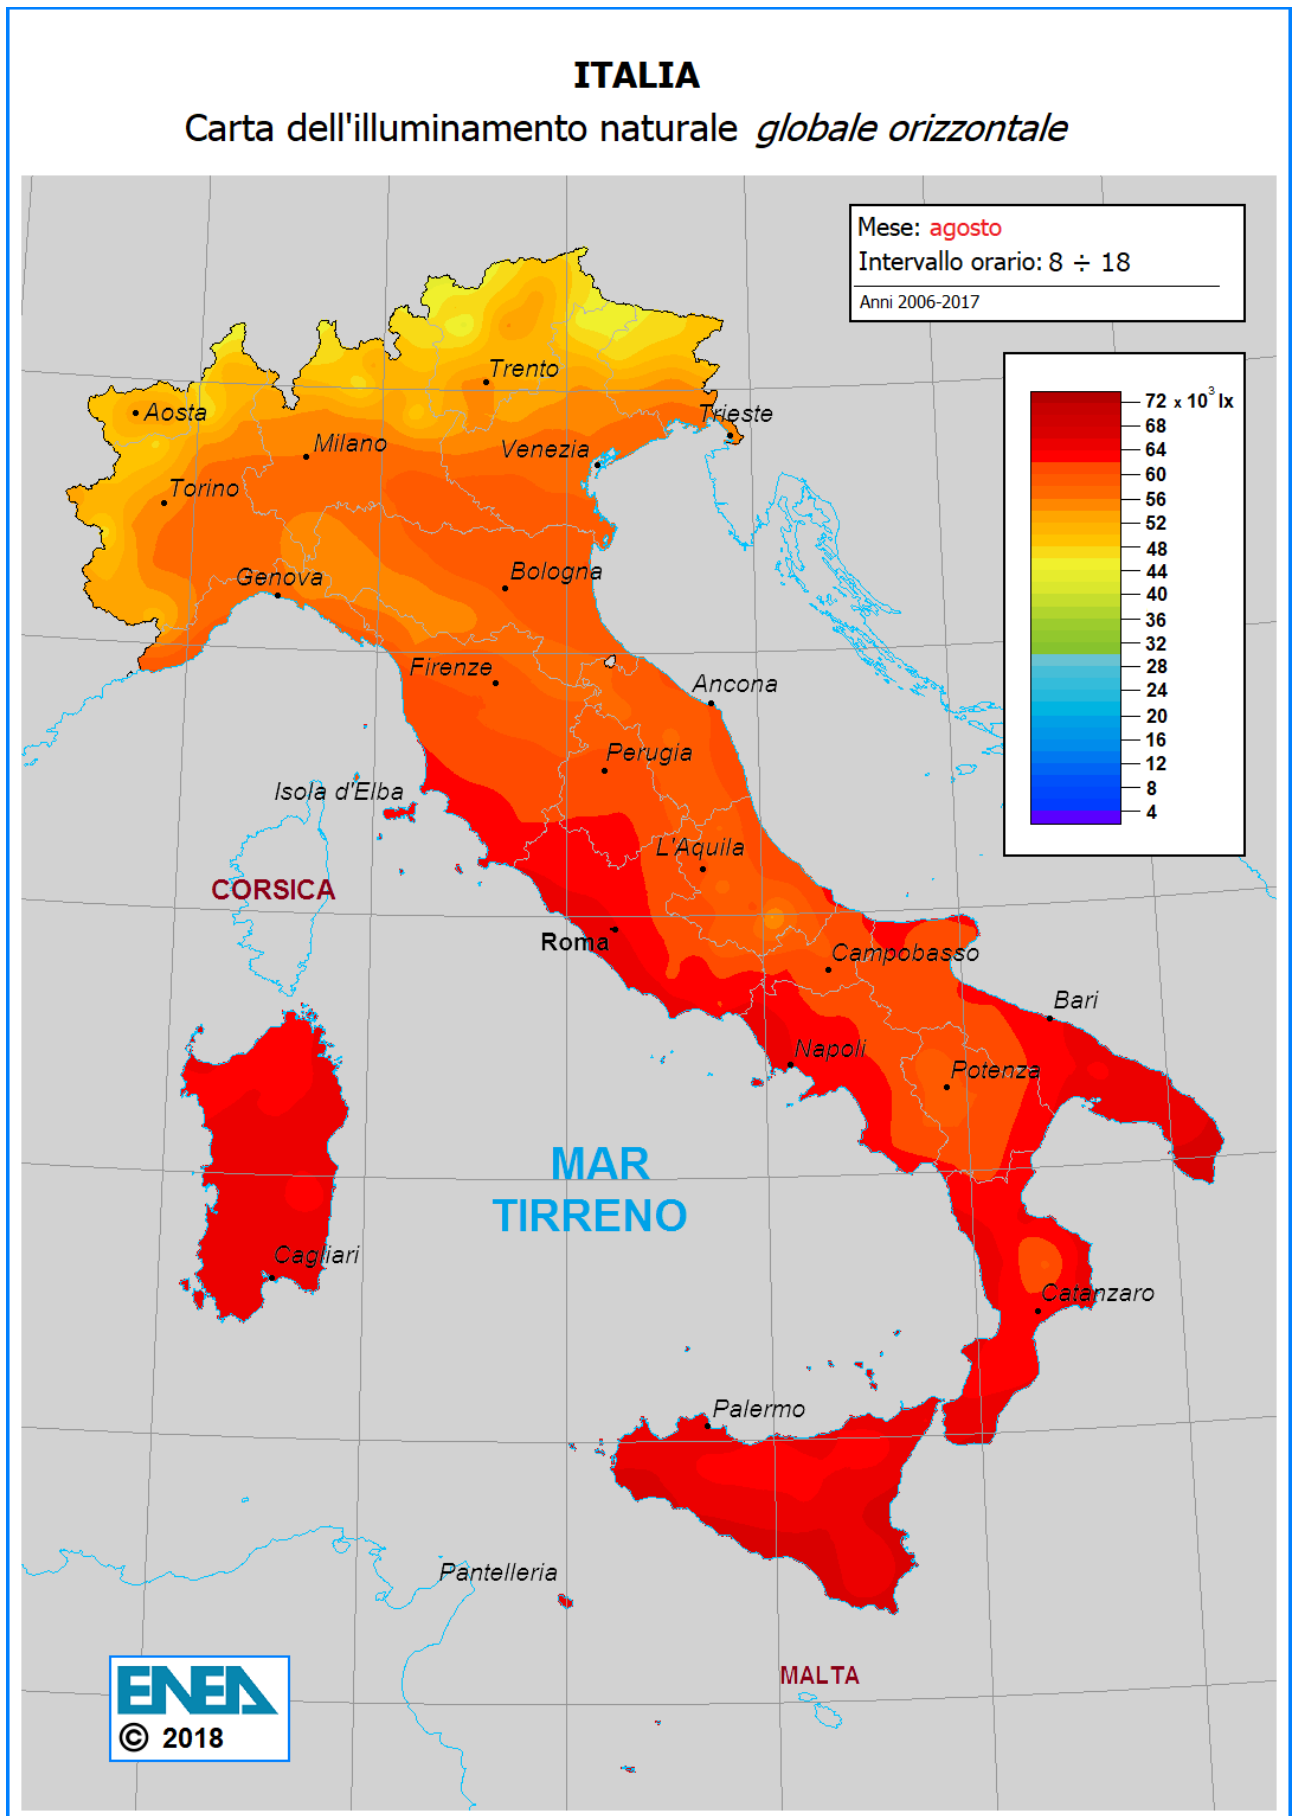 ITALIA
Carta dell'illuminamento naturale globale orizzontale
Mese: agosto
Intervallo orario: 8 ÷ 18
Anni 2006-2017
72 x 10³ lx
68
64
60
56
52
48
44
40
36
32
28
24
20
16
12
8
4
Trento
Aosta
Trieste
Milano
Venezia
Torino
Genova
Bologna
Firenze
Ancona
Perugia
Isola d'Elba
L'Aquila
CORSICA
Roma
Campobasso
Bari
Napoli
Potenza
MAR
TIRRENO
Cagliari
Catanzaro
Palermo
Pantelleria
MALTA
ENEA
© 2018